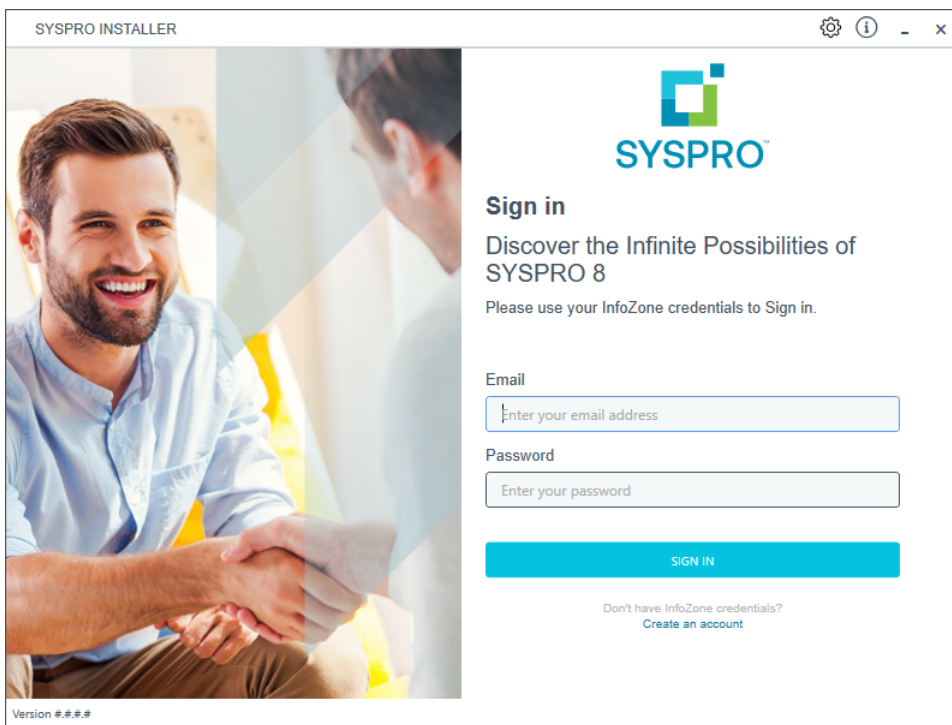 SYSPRO INSTALLER
SYSPRO™
Sign in
Discover the Infinite Possibilities of
SYSPRO 8
Please use your InfoZone credentials to Sign in.
Email
Enter your email address
Password
Enter your password
SIGN IN
Don't have InfoZone credentials?
Create an account
Version #.#.#.#